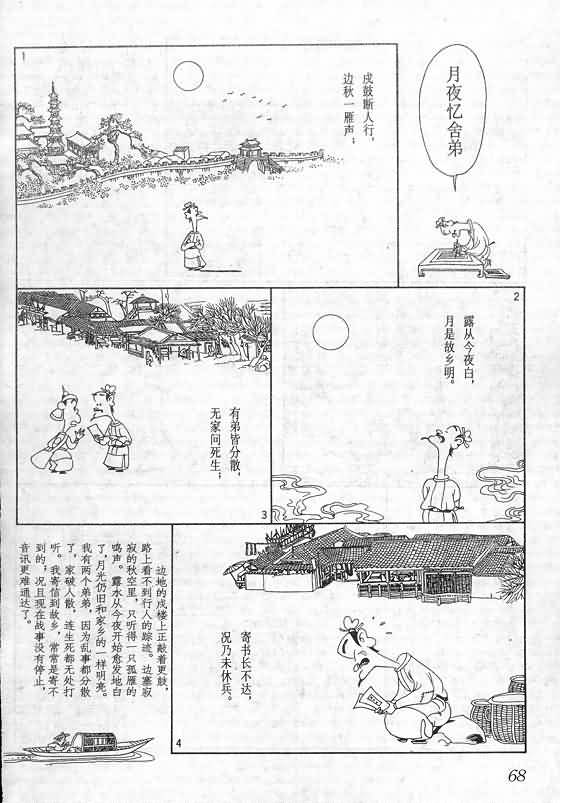 月夜忆舍弟
1
戍鼓断人行，
边秋一雁声；
2
露从今夜白，
月是故乡明。
3
有弟皆分散，
无家问死生；
4
寄书长不达，
况乃未休兵。
边地的戍楼上正敲着更鼓，
路上看不到行人的踪迹。边塞寂
寂的秋空里，只听得一只孤雁的
鸣声。露水从今夜开始愈发地白
了，月光仍旧和家乡的一样明亮。
我有两个弟弟，因为乱事都分散
了，家破人散，连生死都无处打
听。我寄信到故乡，常常是寄不
到的；况且现在战事没有停止，
音讯更难通达了。
68